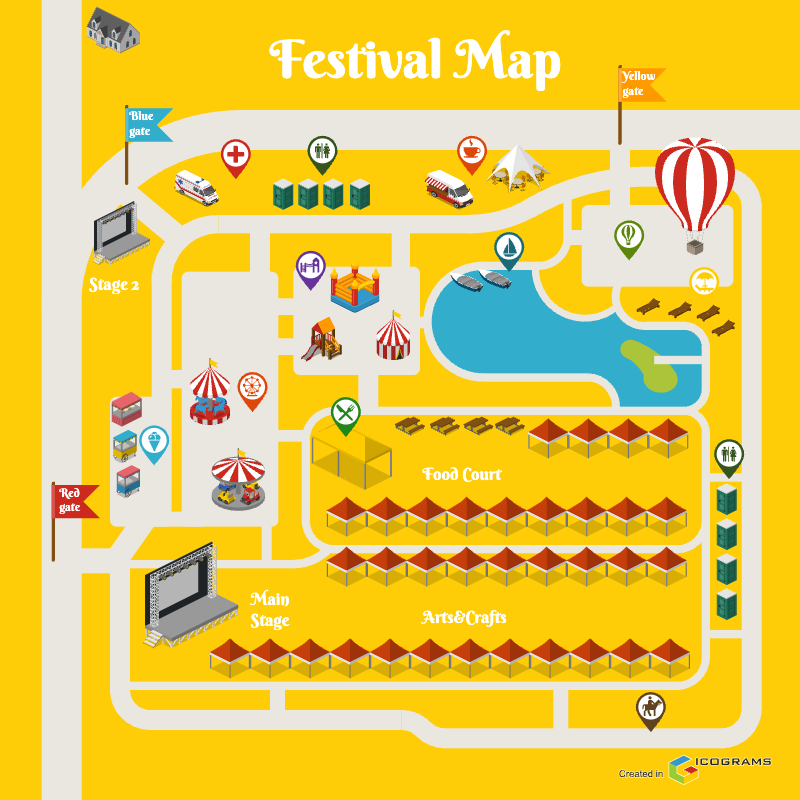 Festival Map
Yellow
gate
Blue
gate
Stage 2
Food Court
Red
gate
Main
Stage
Arts&Crafts
Created in ICOGRAMS